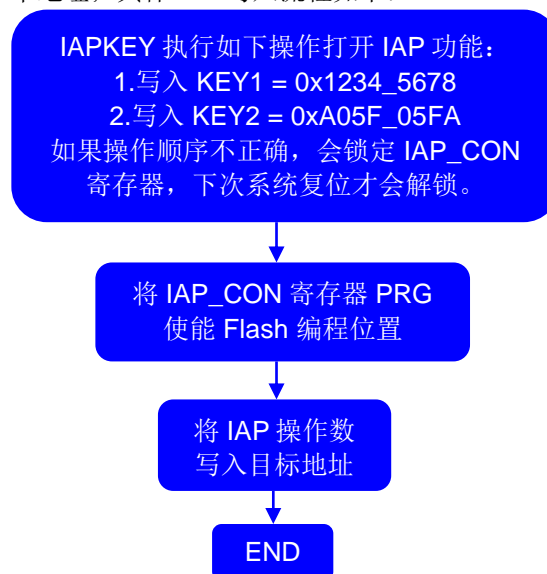 IAPKEY 执行如下操作打开 IAP 功能：
1.写入 KEY1 = 0x1234_5678
2.写入 KEY2 = 0xA05F_05FA
如果操作顺序不正确，会锁定 IAP_CON
寄存器，下次系统复位才会解锁。
将 IAP_CON 寄存器 PRG
使能 Flash 编程位置
将 IAP 操作数
写入目标地址
END